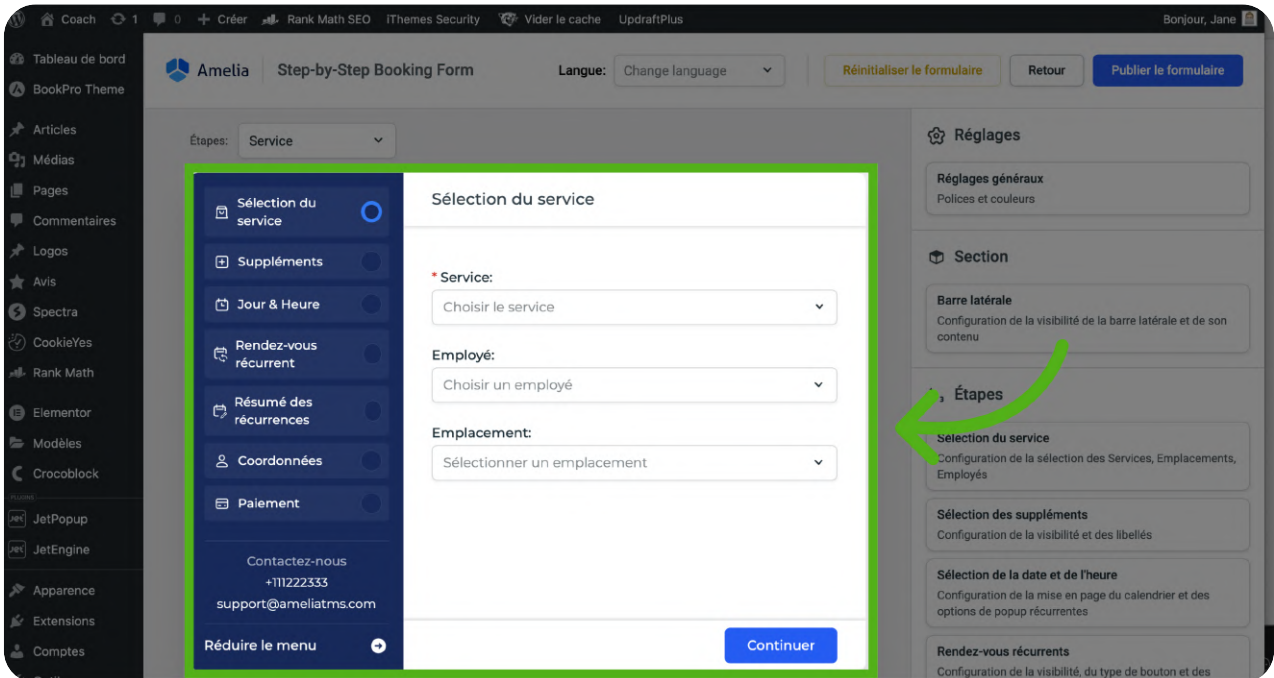 Coach 1 0 + Créer Rank Math SEO iThemes Security Vider le cache UpdraftPlus Bonjour, Jane
Tableau de bord
BookPro Theme
Articles
Médias
Pages
Commentaires
Logos
Avis
Spectra
CookieYes
Rank Math
Elementor
Modèles
Crocoblock
PLUGINS
JetPopup
JetEngine
Apparence
Extensions
Comptes
Amelia Step-by-Step Booking Form Langue: Change language Réinitialiser le formulaire Retour Publier le formulaire
Étapes: Service
Sélection du
service
Suppléments
Jour & Heure
Rendez-vous
récurrent
Résumé des
récurrences
Coordonnées
Paiement
Contactez-nous
+111222333
support@ameliatms.com
Réduire le menu
Sélection du service
* Service:
Choisir le service
Employé:
Choisir un employé
Emplacement:
Sélectionner un emplacement
Continuer
Réglages
Réglages généraux
Polices et couleurs
Section
Barre latérale
Configuration de la visibilité de la barre latérale et de son
contenu
Étapes
Sélection du service
Configuration de la sélection des Services, Emplacements,
Employés
Sélection des suppléments
Configuration de la visibilité et des libellés
Sélection de la date et de l'heure
Configuration de la mise en page du calendrier et des
options de popup récurrentes
Rendez-vous récurrents
Configuration de la visibilité, du type de bouton et des